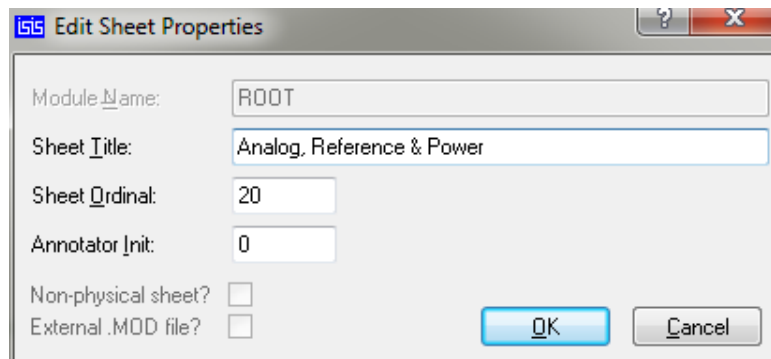 isis Edit Sheet Properties ? X
Module Name: ROOT
Sheet Title: Analog, Reference & Power
Sheet Ordinal: 20
Annotator Init: 0
Non-physical sheet?
External .MOD file?
OK Cancel